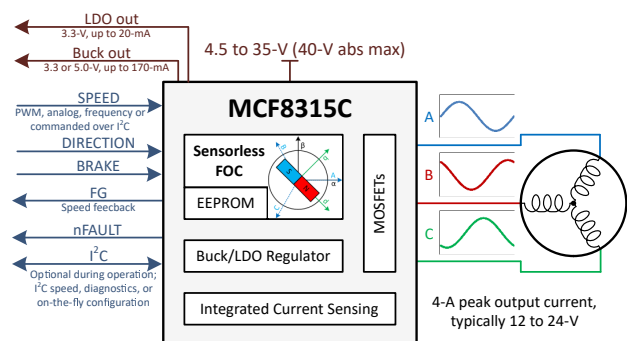 LDO out
3.3-V, up to 20-mA
Buck out
3.3 or 5.0-V, up to 170-mA
4.5 to 35-V (40-V abs max)
SPEED
PWM, analog, frequency or
commanded over I²C
DIRECTION
BRAKE
FG
Speed feecback
nFAULT
I²C
Optional during operation;
I²C speed, diagnostics, or
on-the-fly configuration
MCF8315C
Sensorless
FOC
EEPROM
β
A
α
S
N
MOSFETs
Buck/LDO Regulator
Integrated Current Sensing
A
B
C
4-A peak output current,
typically 12 to 24-V